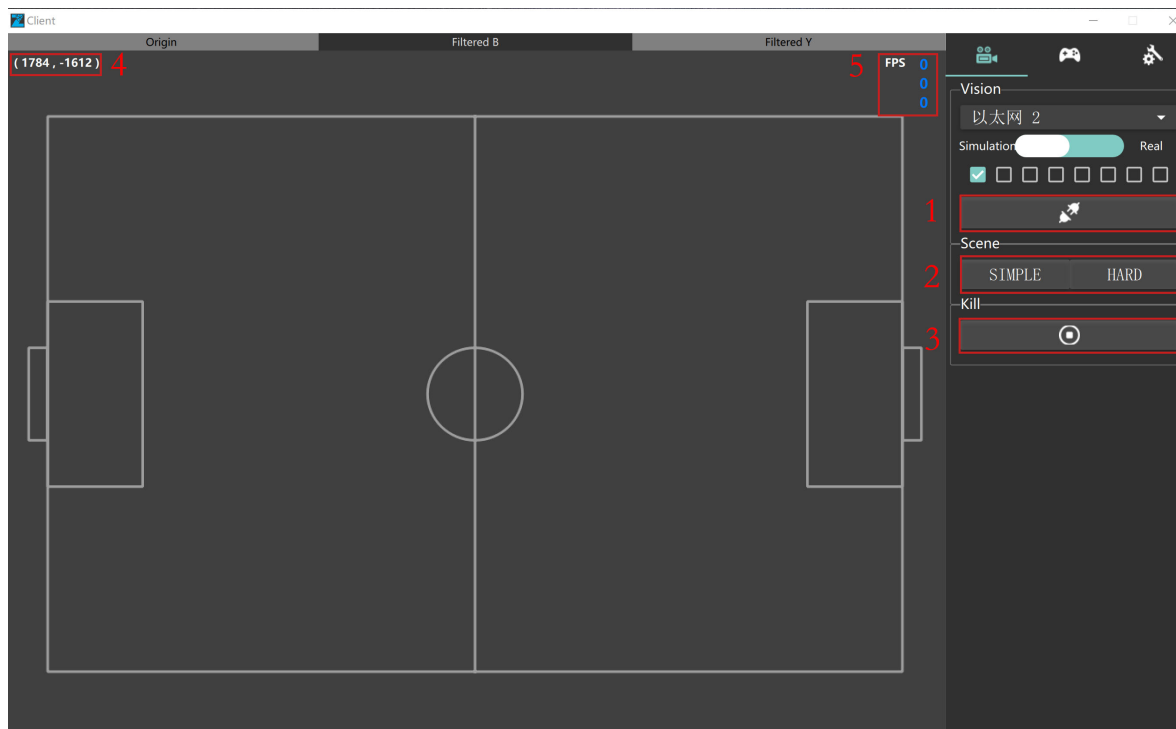 Client
Origin
Filtered B
Filtered Y
( 1784 , -1612 )
4
5
FPS 0
0
0
Vision
以太网 2
Simulation
Real
1
Scene
2
SIMPLE
HARD
Kill
3